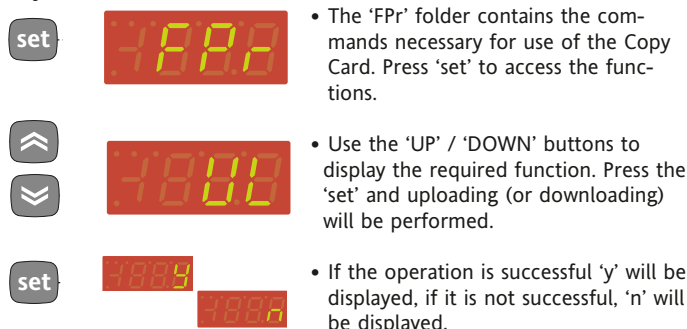 set
FPr
• The ‘FPr’ folder contains the com-
mands necessary for use of the Copy
Card. Press ‘set’ to access the func-
tions.
UL
• Use the ‘UP’ / ‘DOWN’ buttons to
display the required function. Press the
‘set’ and uploading (or downloading)
will be performed.
set
y
n
• If the operation is successful ‘y’ will be
displayed, if it is not successful, ‘n’ will
be displayed.